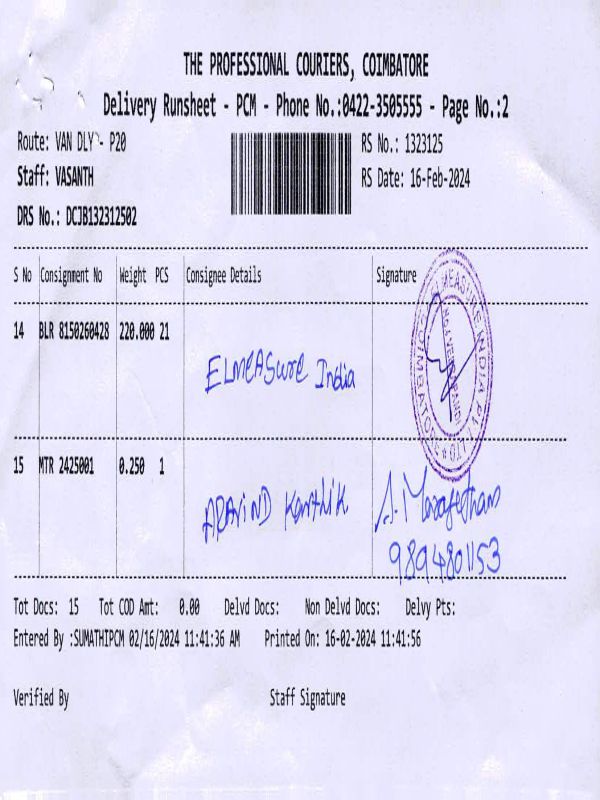 THE PROFESSIONAL COURIERS, COIMBATORE
Delivery Runsheet - PCM - Phone No.:0422-3505555 - Page No.:2
Route: VAN DLY - P20 RS No.: 1323125
Staff: VASANTH RS Date: 16-Feb-2024
DRS No.: DCJB132312502
S No Consignment No Weight PCS Consignee Details Signature
14 BLR 8150260428 220.000 21
ELMEASure India
15 MTR 2425001 0.250 1
ARAVIND Karthik
9894801153
Tot Docs: 15 Tot COD Amt: 0.00 Delvd Docs: Non Delvd Docs: Delvy Pts:
Entered By :SUMATHIPCM 02/16/2024 11:41:36 AM Printed On: 16-02-2024 11:41:56
Verified By Staff Signature